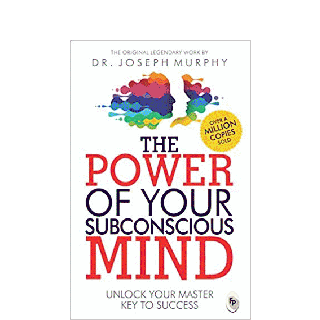 THE ORIGINAL LEGENDARY WORK BY
DR. JOSEPH MURPHY
OVER A
MILLION
COPIES
SOLD
THE
POWER
OF YOUR
SUBCONSCIOUS
MIND
UNLOCK YOUR MASTER
KEY TO SUCCESS
FP